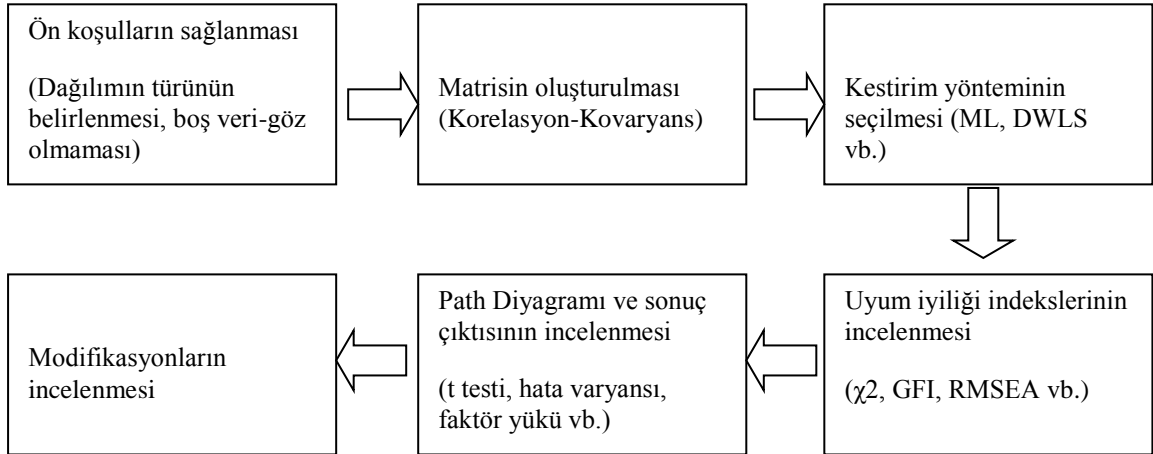 Ön koşulların sağlanması
(Dağılımın türünün
belirlenmesi, boş veri-göz
olmaması)
Matrisin oluşturulması
(Korelasyon-Kovaryans)
Kestirim yönteminin
seçilmesi (ML, DWLS
vb.)
Uyum iyiliği indekslerinin
incelenmesi
(χ2, GFI, RMSEA vb.)
Path Diyagramı ve sonuç
çıktısının incelenmesi
(t testi, hata varyansı,
faktör yükü vb.)
Modifikasyonların
incelenmesi